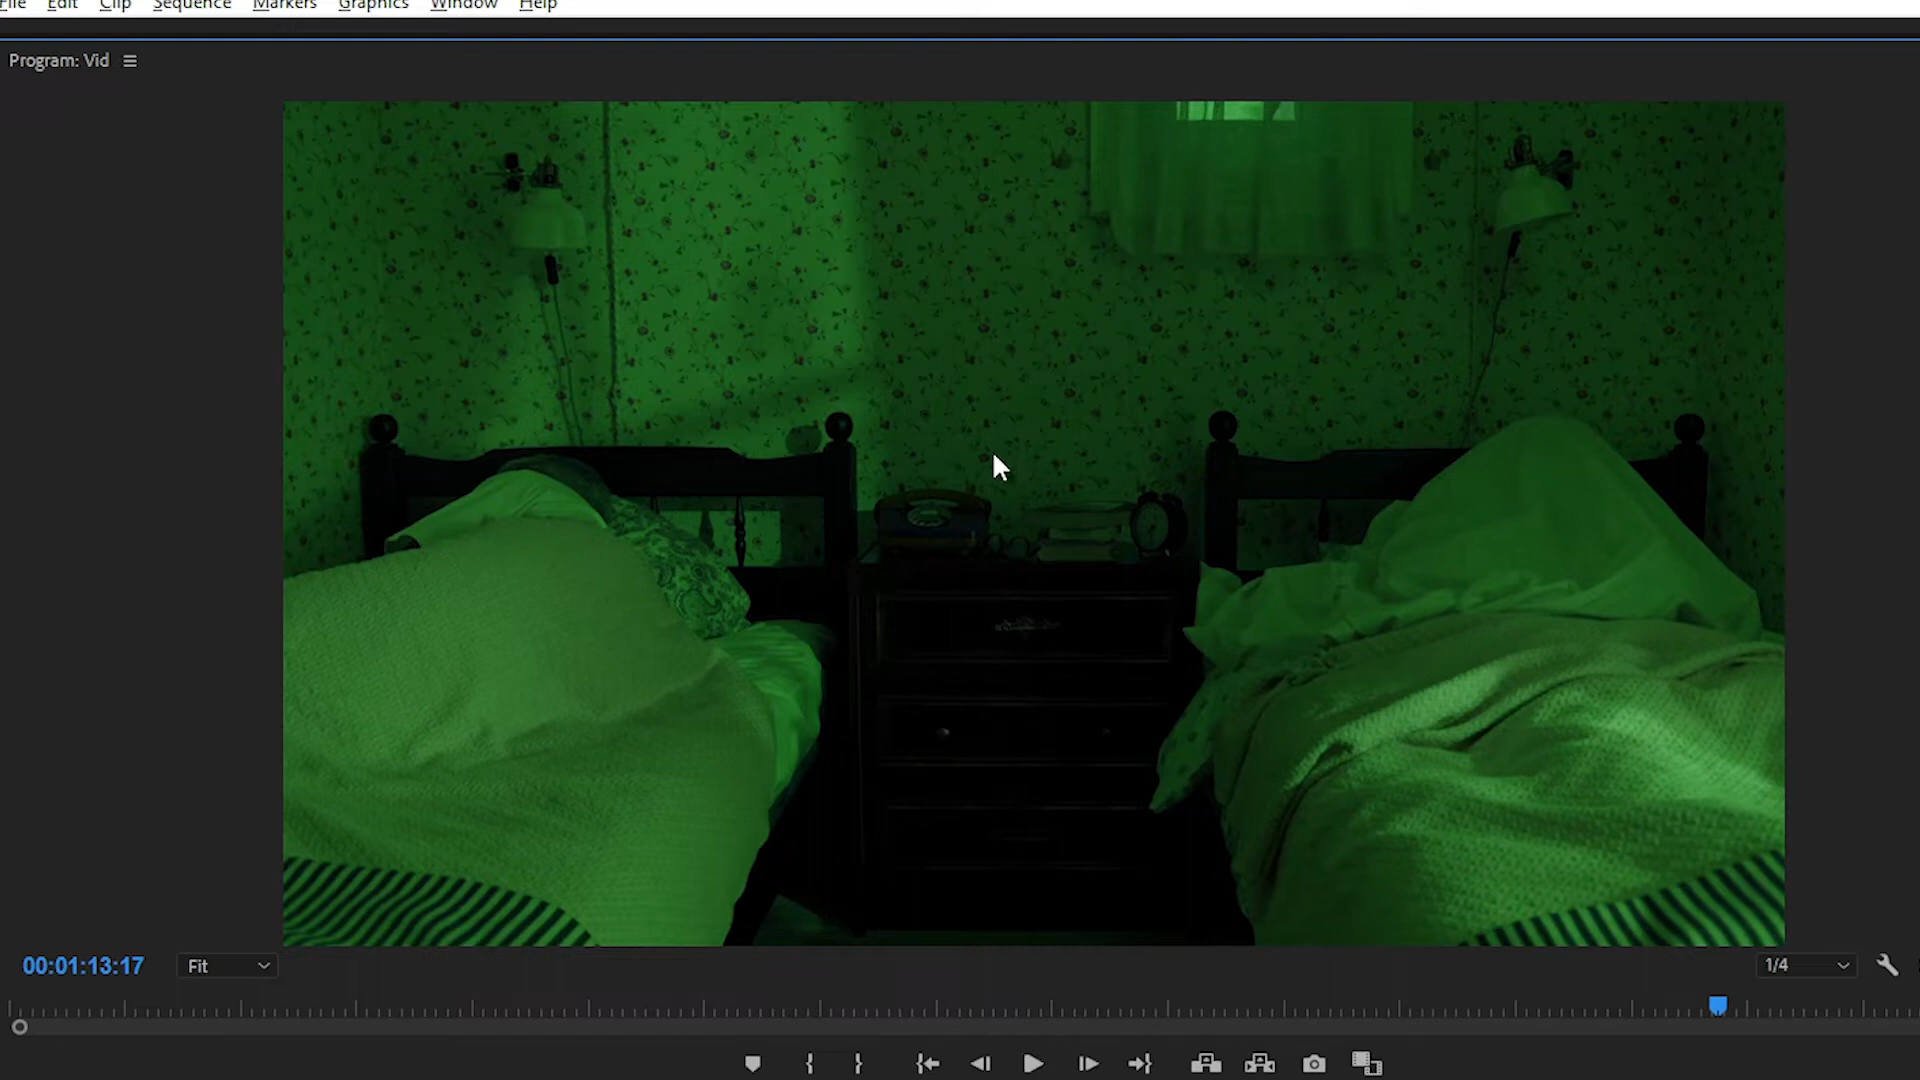 File Edit Clip Sequence Markers Graphics Window Help
Program: Vid
00:01:13:17 Fit 1/4